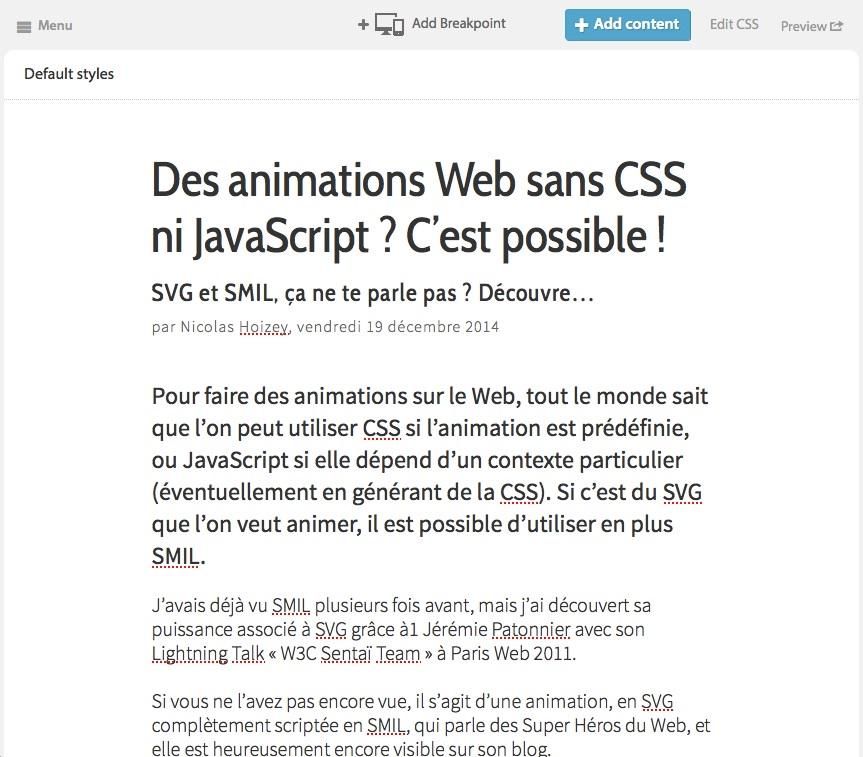 Menu
+ Add Breakpoint
+ Add content
Edit CSS
Preview
Default styles
Des animations Web sans CSS
ni JavaScript ? C’est possible !
SVG et SMIL, ça ne te parle pas ? Découvre…
par Nicolas Hoizey, vendredi 19 décembre 2014
Pour faire des animations sur le Web, tout le monde sait
que l’on peut utiliser CSS si l’animation est prédéfinie,
ou JavaScript si elle dépend d’un contexte particulier
(éventuellement en générant de la CSS). Si c’est du SVG
que l’on veut animer, il est possible d’utiliser en plus
SMIL.
J’avais déjà vu SMIL plusieurs fois avant, mais j’ai découvert sa
puissance associé à SVG grâce à1 Jérémie Patonnier avec son
Lightning Talk « W3C Sentaï Team » à Paris Web 2011.
Si vous ne l’avez pas encore vue, il s’agit d’une animation, en SVG
complètement scriptée en SMIL, qui parle des Super Héros du Web, et
elle est heureusement encore visible sur son blog.